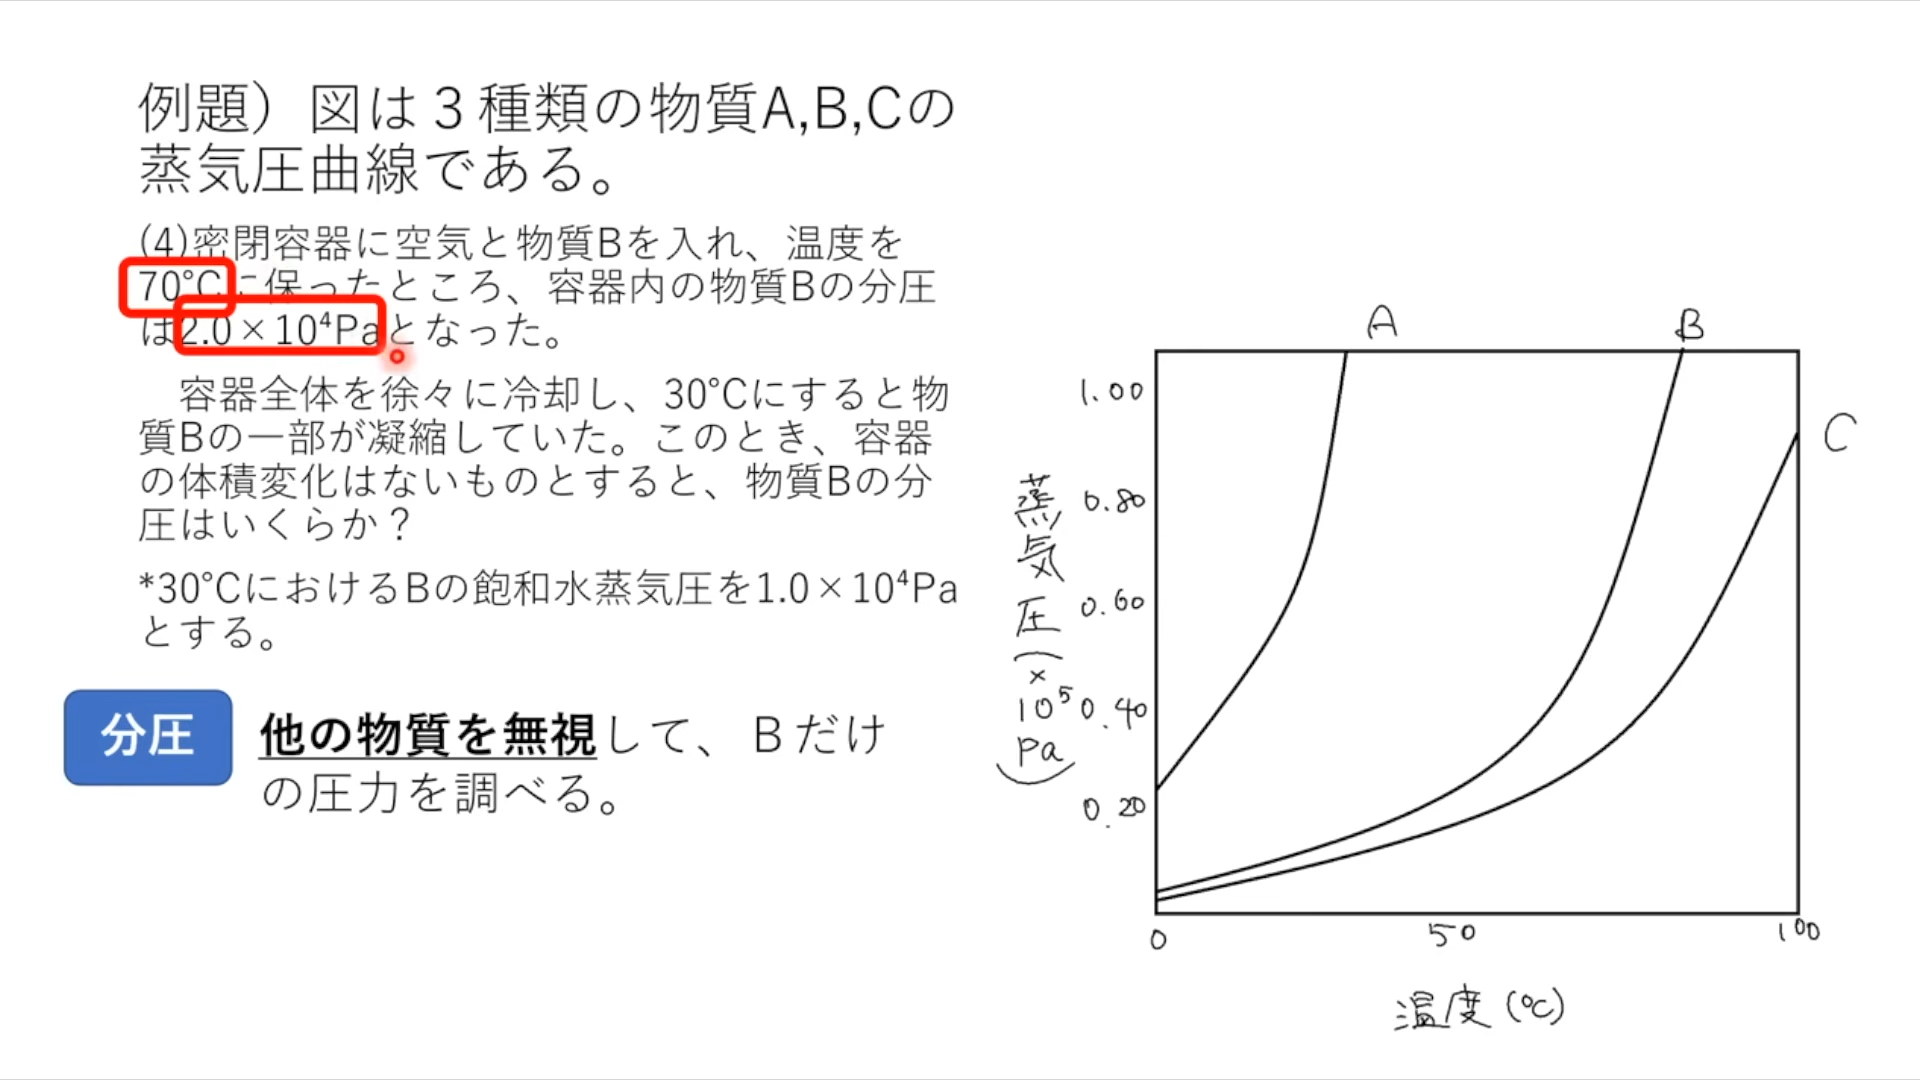 例題）図は３種類の物質A,B,Cの
蒸気圧曲線である。
(4)密閉容器に空気と物質Bを入れ、温度を
70°Cに保ったところ、容器内の物質Bの分圧
は2.0×10⁴Paとなった。
容器全体を徐々に冷却し、30°Cにすると物
質Bの一部が凝縮していた。このとき、容器
の体積変化はないものとすると、物質Bの分
圧はいくらか？
*30°CにおけるBの飽和水蒸気圧を1.0×10⁴Pa
とする。
分圧
他の物質を無視して、Ｂだけ
の圧力を調べる。
A
B
C
1.00
0.80
0.60
0.40
0.20
蒸気圧(×10⁵Pa)
0
50
100
温度(℃)